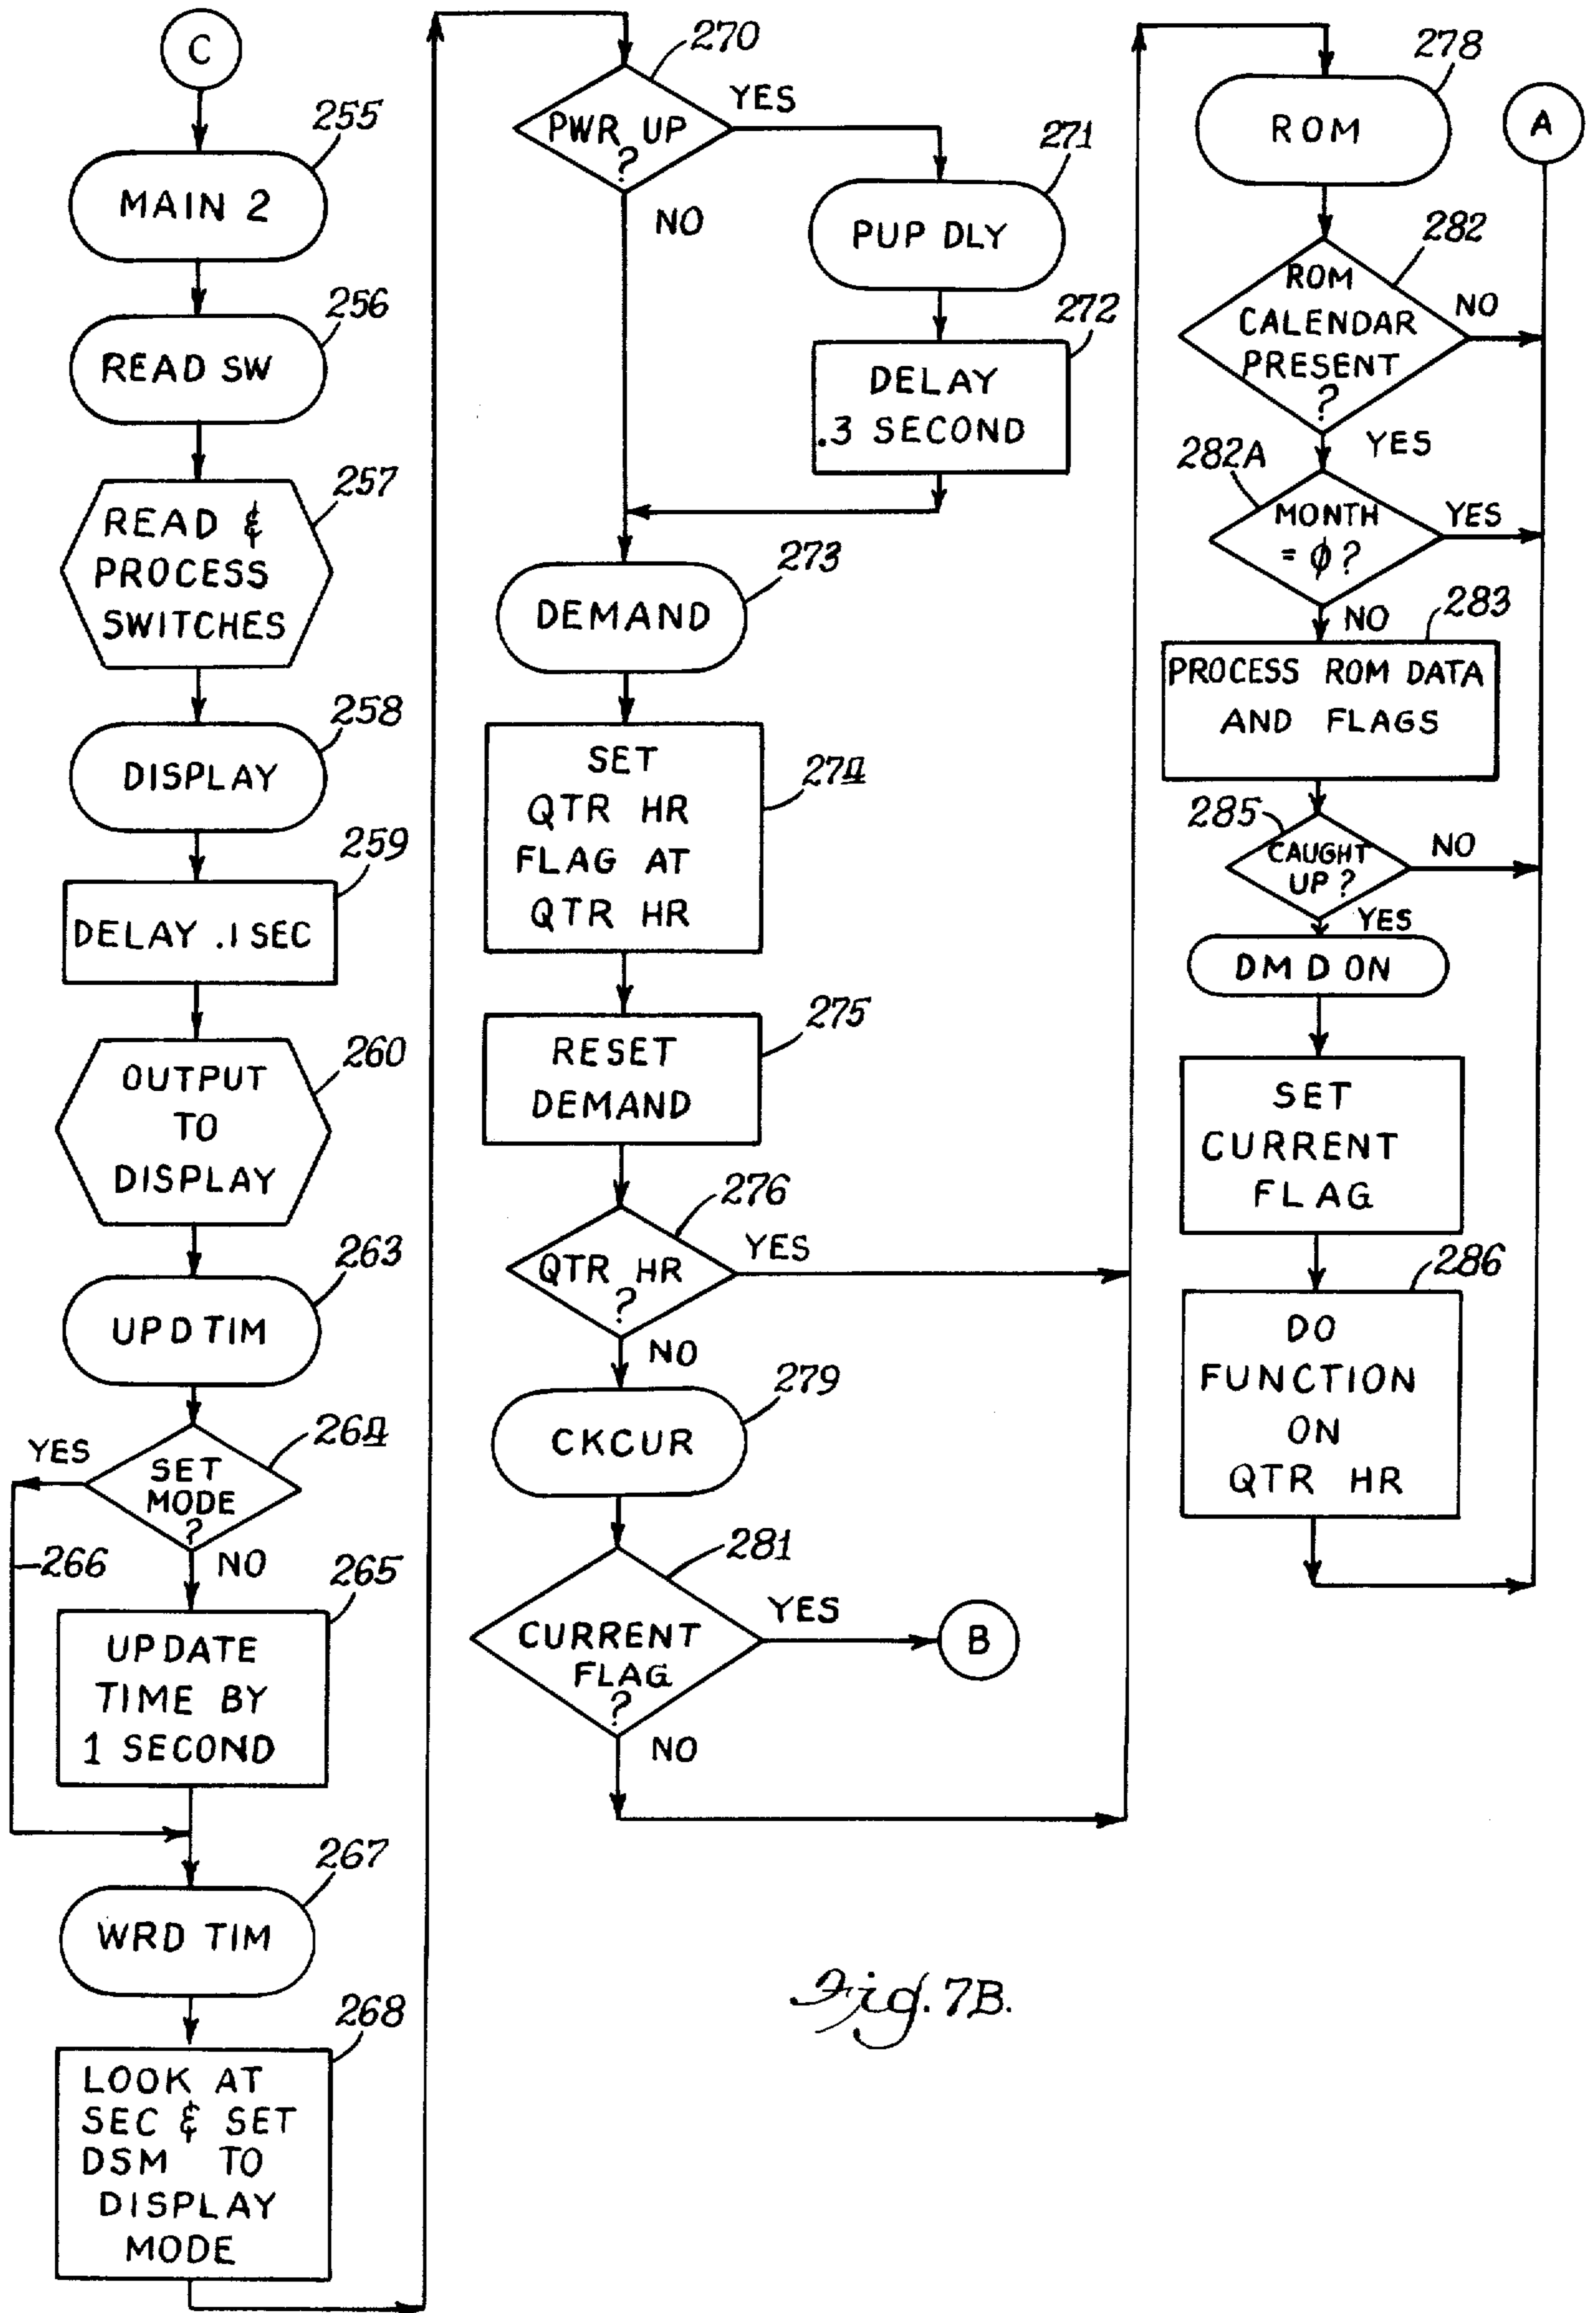 C
255
MAIN 2
256
READ SW
257
READ &
PROCESS
SWITCHES
258
DISPLAY
259
DELAY .1 SEC
260
OUTPUT
TO
DISPLAY
263
UPD TIM
264
YES
SET
MODE
?
266
NO
265
UPDATE
TIME BY
1 SECOND
267
WRD TIM
268
LOOK AT
SEC & SET
DSM TO
DISPLAY
MODE
270
PWR UP
?
YES
NO
271
PUP DLY
272
DELAY
.3 SECOND
273
DEMAND
274
SET
QTR HR
FLAG AT
QTR HR
275
RESET
DEMAND
276
QTR HR
?
YES
NO
279
CKCUR
281
CURRENT
FLAG
?
YES
B
NO
278
ROM
A
282
ROM
CALENDAR
PRESENT
?
NO
YES
282A
MONTH
= φ ?
YES
NO
283
PROCESS ROM DATA
AND FLAGS
285
CAUGHT
UP ?
NO
YES
DMD ON
SET
CURRENT
FLAG
286
DO
FUNCTION
ON
QTR HR
Fig. 7B.